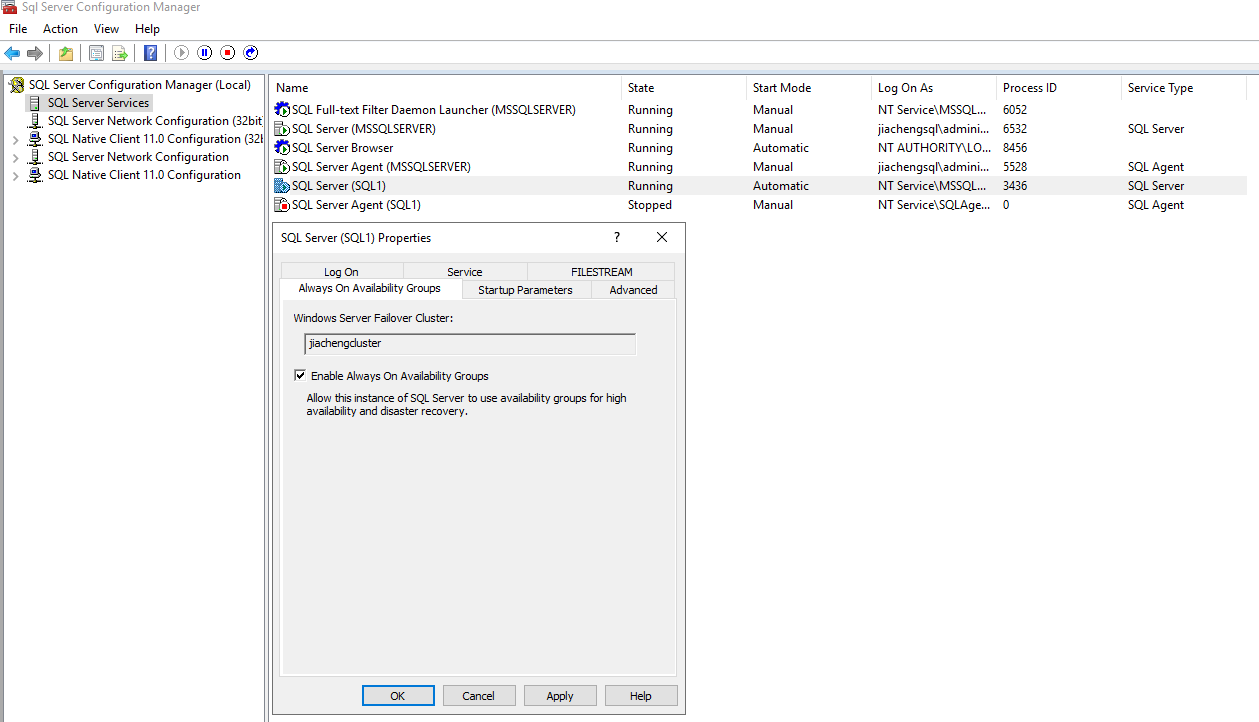 Sql Server Configuration Manager
File Action View Help
SQL Server Configuration Manager (Local)
SQL Server Services
SQL Server Network Configuration (32bit
SQL Native Client 11.0 Configuration (32l
SQL Server Network Configuration
SQL Native Client 11.0 Configuration
Name State Start Mode Log On As Process ID Service Type
SQL Full-text Filter Daemon Launcher (MSSQLSERVER) Running Manual NT Service\MSSQL... 6052
SQL Server (MSSQLSERVER) Running Manual jiachengsql\admini... 6532 SQL Server
SQL Server Browser Running Automatic NT AUTHORITY\LO... 8456
SQL Server Agent (MSSQLSERVER) Running Manual jiachengsql\admini... 5528 SQL Agent
SQL Server (SQL1) Running Automatic NT Service\MSSQL... 3436 SQL Server
SQL Server Agent (SQL1) Stopped Manual NT Service\SQLAge... 0 SQL Agent
SQL Server (SQL1) Properties ?
Log On Service FILESTREAM
Always On Availability Groups Startup Parameters Advanced
Windows Server Failover Cluster:
jiachengcluster
Enable Always On Availability Groups
Allow this instance of SQL Server to use availability groups for high
availability and disaster recovery.
OK Cancel Apply Help